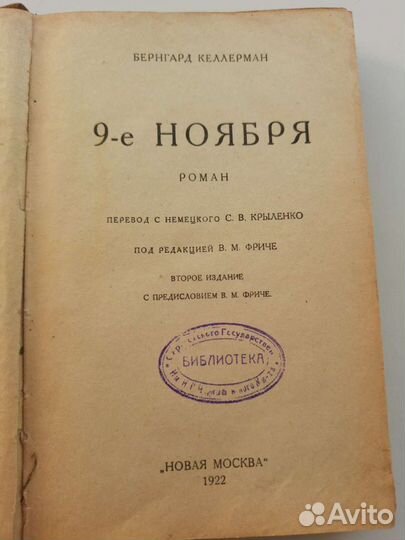 БЕРНГАРД КЕЛЛЕРМАН
9-е НОЯБРЯ
РОМАН
ПЕРЕВОД С НЕМЕЦКОГО С. В. КРЫЛЕНКО
ПОД РЕДАКЦИЕЙ В. М. ФРИЧЕ
ВТОРОЕ ИЗДАНИЕ
С ПРЕДИСЛОВИЕМ В. М. ФРИЧЕ.
БИБЛИОТЕКА
„НОВАЯ МОСКВА"
1922
Avito